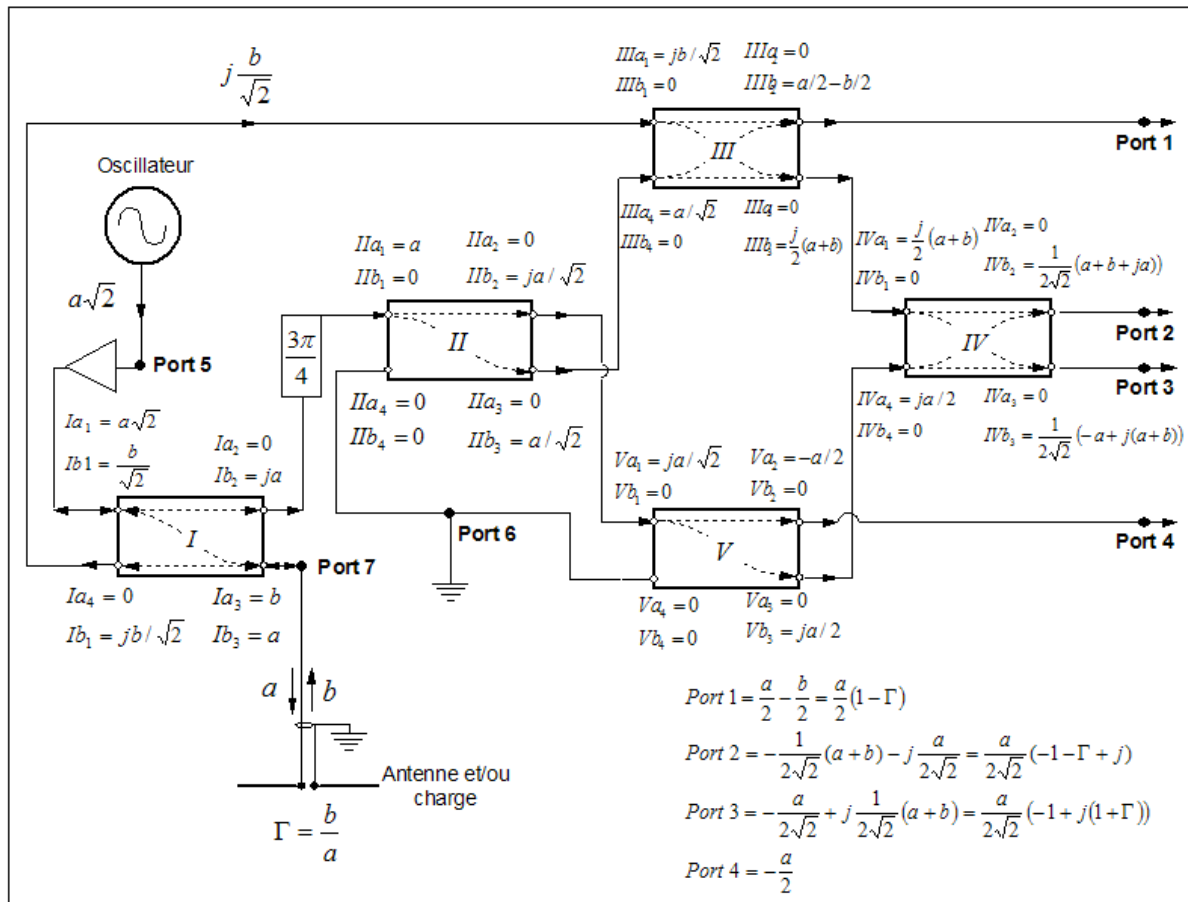 j b/√2
IIIa₁ = jb/√2 IIIq = 0
IIIb₁ = 0 IIIb = a/2−b/2
III
Port 1
Oscillateur
IIIa₄ = a/√2 IIIq = 0
IIIb₄ = 0 IIIb = j/2(a+b)
a√2
Port 5
IIa₁ = a IIa₂ = 0
IIb₁ = 0 IIb₂ = ja/√2
3π/4
II
IVa₁ = j/2(a+b) IVa₂ = 0
IVb₁ = 0 IVb₂ = 1/2√2(a+b+ja))
IV
Port 2
Port 3
IIa₄ = 0 IIa₃ = 0
IIb₄ = 0 IIb₃ = a/√2
IVa₄ = ja/2 IVa₃ = 0
IVb₄ = 0 IVb₃ = 1/2√2(−a+j(a+b))
Ia₁ = a√2 Ia₂ = 0
Ib1 = b/√2 Ib₂ = ja
Va₁ = ja/√2 Va₂ = −a/2
Vb₁ = 0 Vb₂ = 0
Port 6
I
Port 7
V
Port 4
Ia₄ = 0 Ia₃ = b
Ib₁ = jb/√2 Ib₃ = a
Va₄ = 0 Va₃ = 0
Vb₄ = 0 Vb₃ = ja/2
a b
Antenne et/ou
charge
Γ = b/a
Port 1 = a/2 − b/2 = a/2(1−Γ)
Port 2 = −1/2√2(a+b) − j a/2√2 = a/2√2(−1−Γ+j)
Port 3 = −a/2√2 + j 1/2√2(a+b) = a/2√2(−1+j(1+Γ))
Port 4 = −a/2